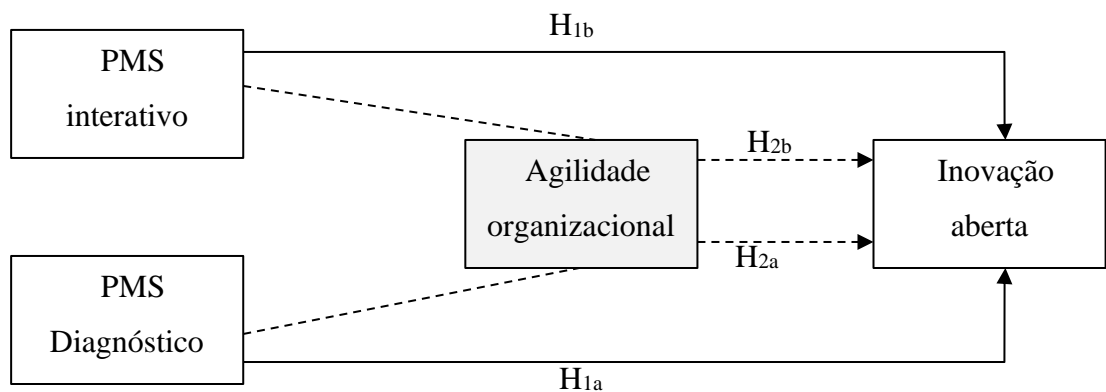 H1b
PMS
interativo
H2b
Agilidade
organizacional
Inovação
aberta
H2a
PMS
Diagnóstico
H1a